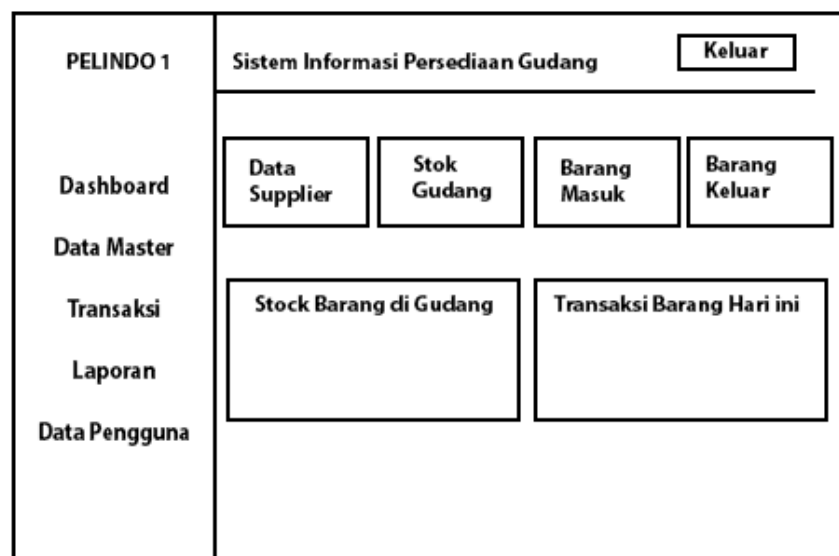 PELINDO 1
Sistem Informasi Persediaan Gudang
Keluar
Dashboard
Data Master
Transaksi
Laporan
Data Pengguna
Data
Supplier
Stok
Gudang
Barang
Masuk
Barang
Keluar
Stock Barang di Gudang
Transaksi Barang Hari ini